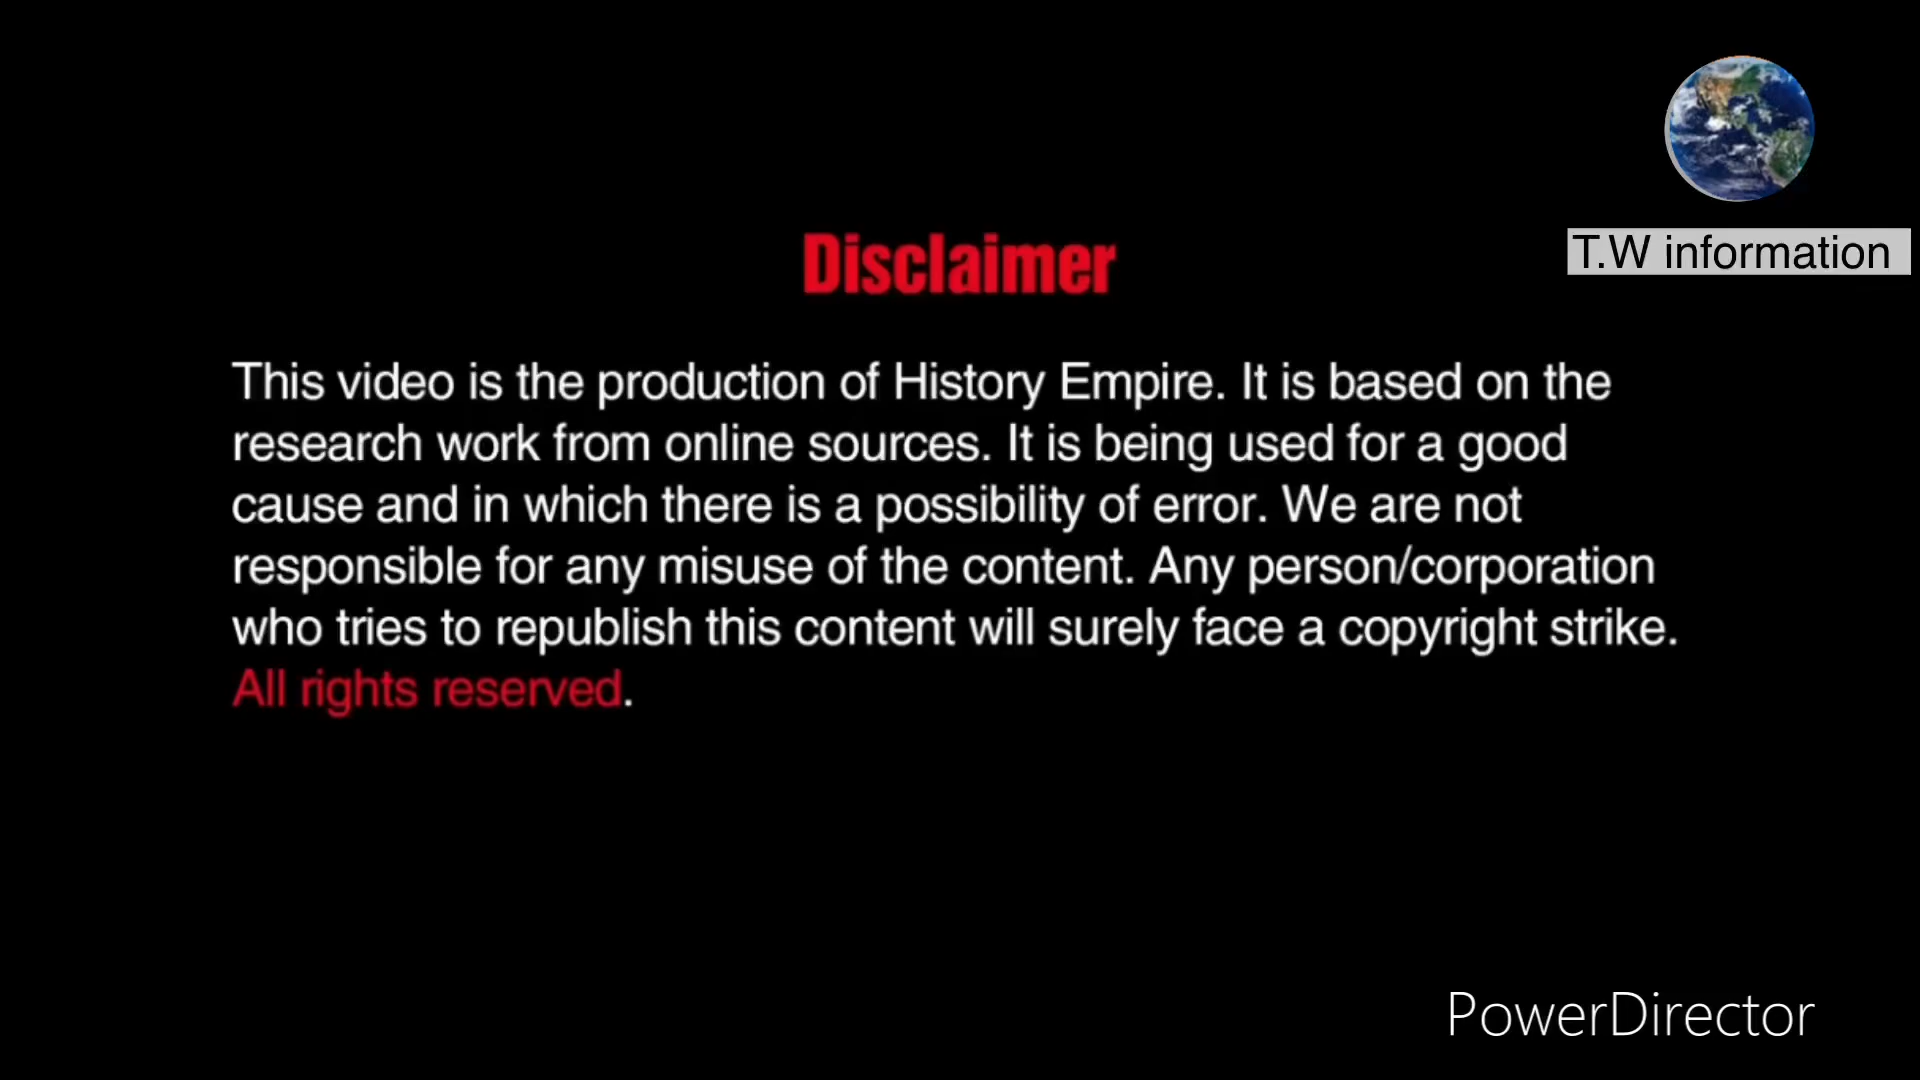 T.W information
Disclaimer
This video is the production of History Empire. It is based on the
research work from online sources. It is being used for a good
cause and in which there is a possibility of error. We are not
responsible for any misuse of the content. Any person/corporation
who tries to republish this content will surely face a copyright strike.
All rights reserved.
PowerDirector